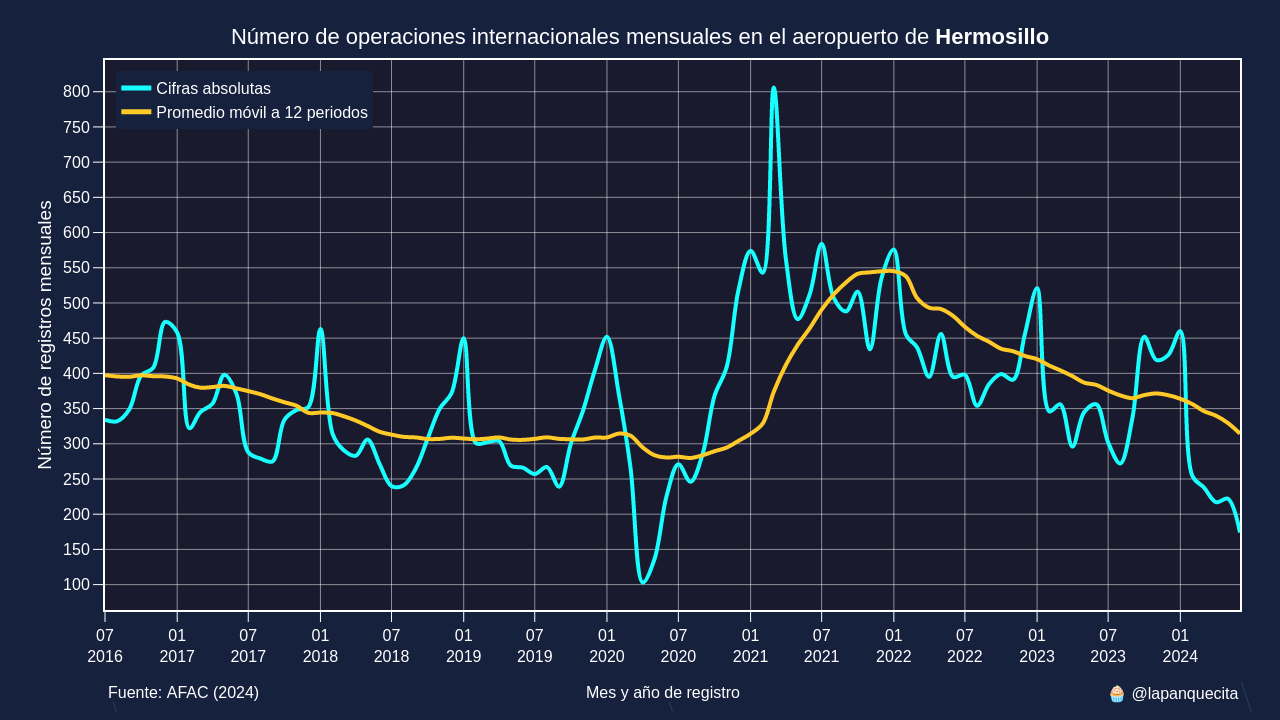 Número de operaciones internacionales mensuales en el aeropuerto de Hermosillo
Cifras absolutas
Promedio móvil a 12 periodos
Número de registros mensuales
800
750
700
650
600
550
500
450
400
350
300
250
200
150
100
07 01 07 01 07 01 07 01 07 01 07 01 07 01 07 01
2016 2017 2017 2018 2018 2019 2019 2020 2020 2021 2021 2022 2022 2023 2023 2024
Fuente: AFAC (2024)
Mes y año de registro
🧁 @lapanquecita